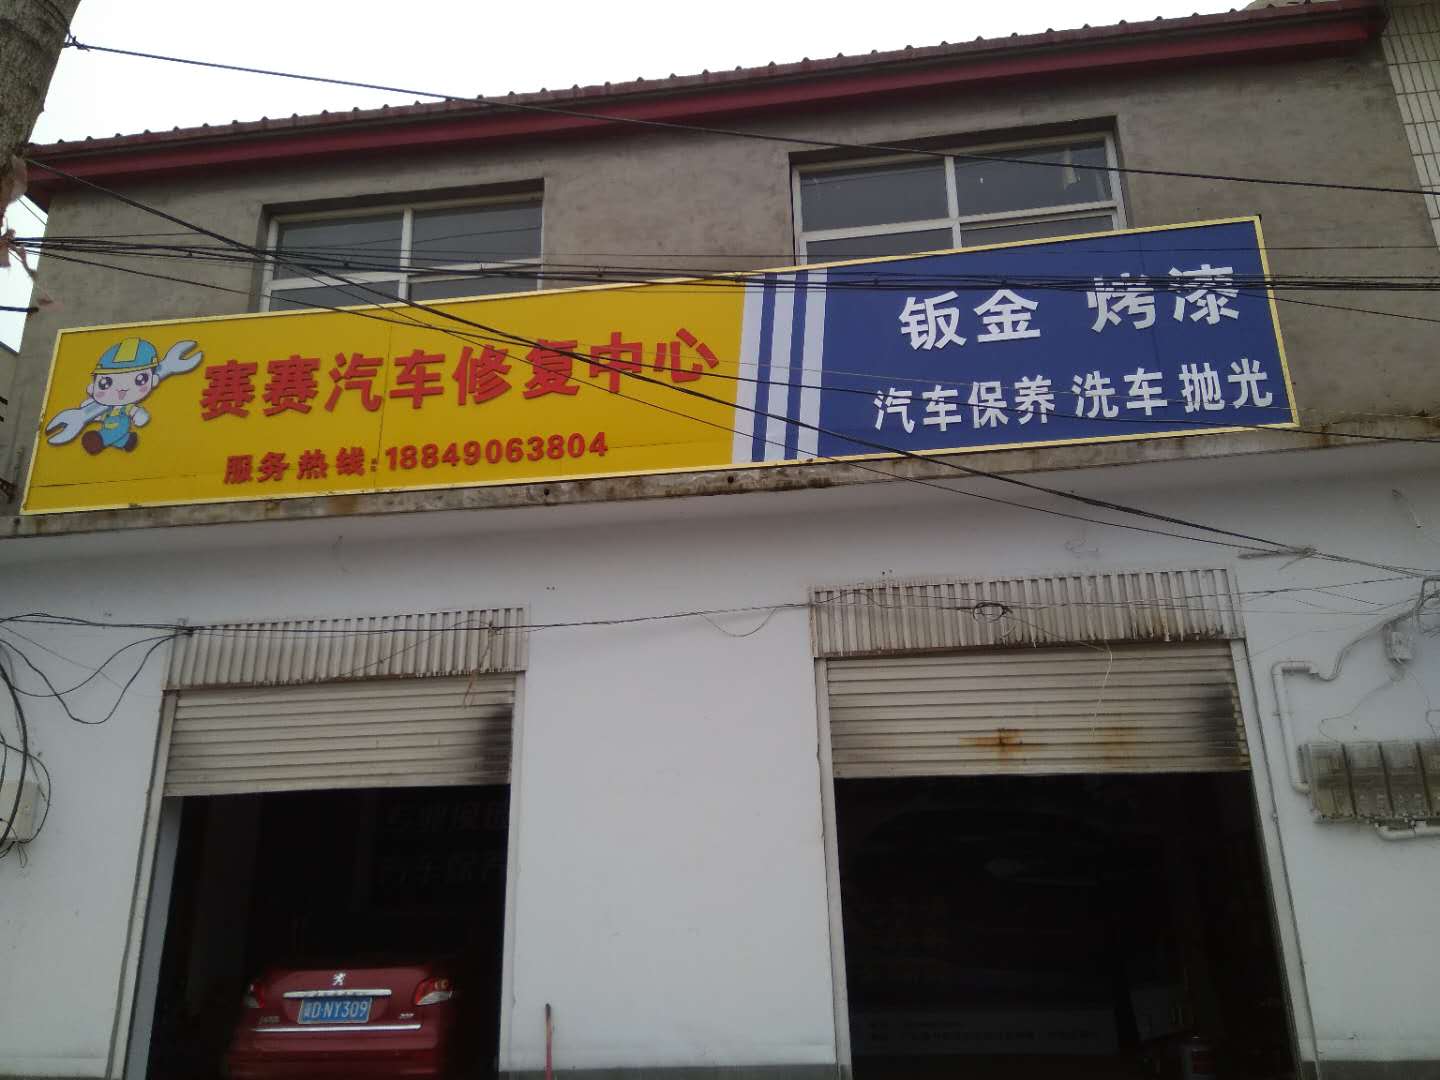 赛赛汽车修复中心
服务热线:18849063804
钣金 烤漆
汽车保养 洗车 抛光
D·NY309